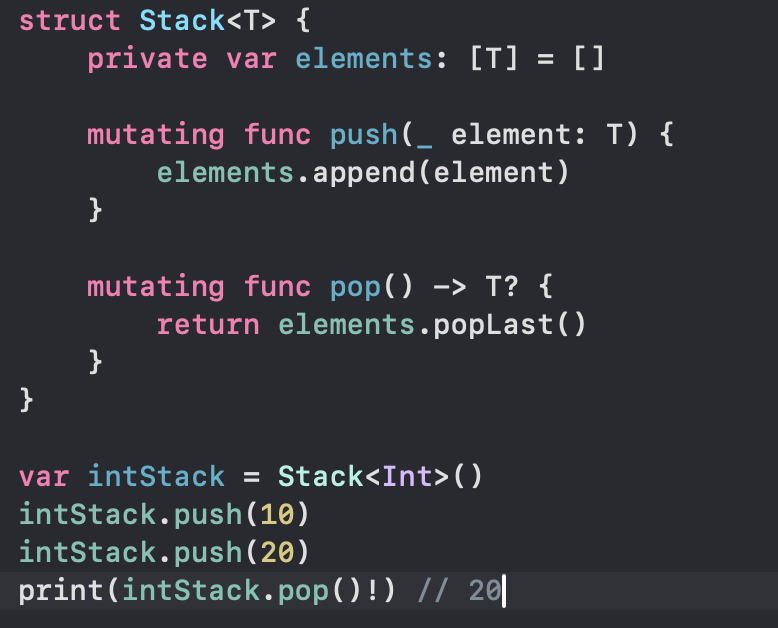 struct Stack<T> {
    private var elements: [T] = []

    mutating func push(_ element: T) {
        elements.append(element)
    }

    mutating func pop() -> T? {
        return elements.popLast()
    }
}

var intStack = Stack<Int>()
intStack.push(10)
intStack.push(20)
print(intStack.pop()!) // 20